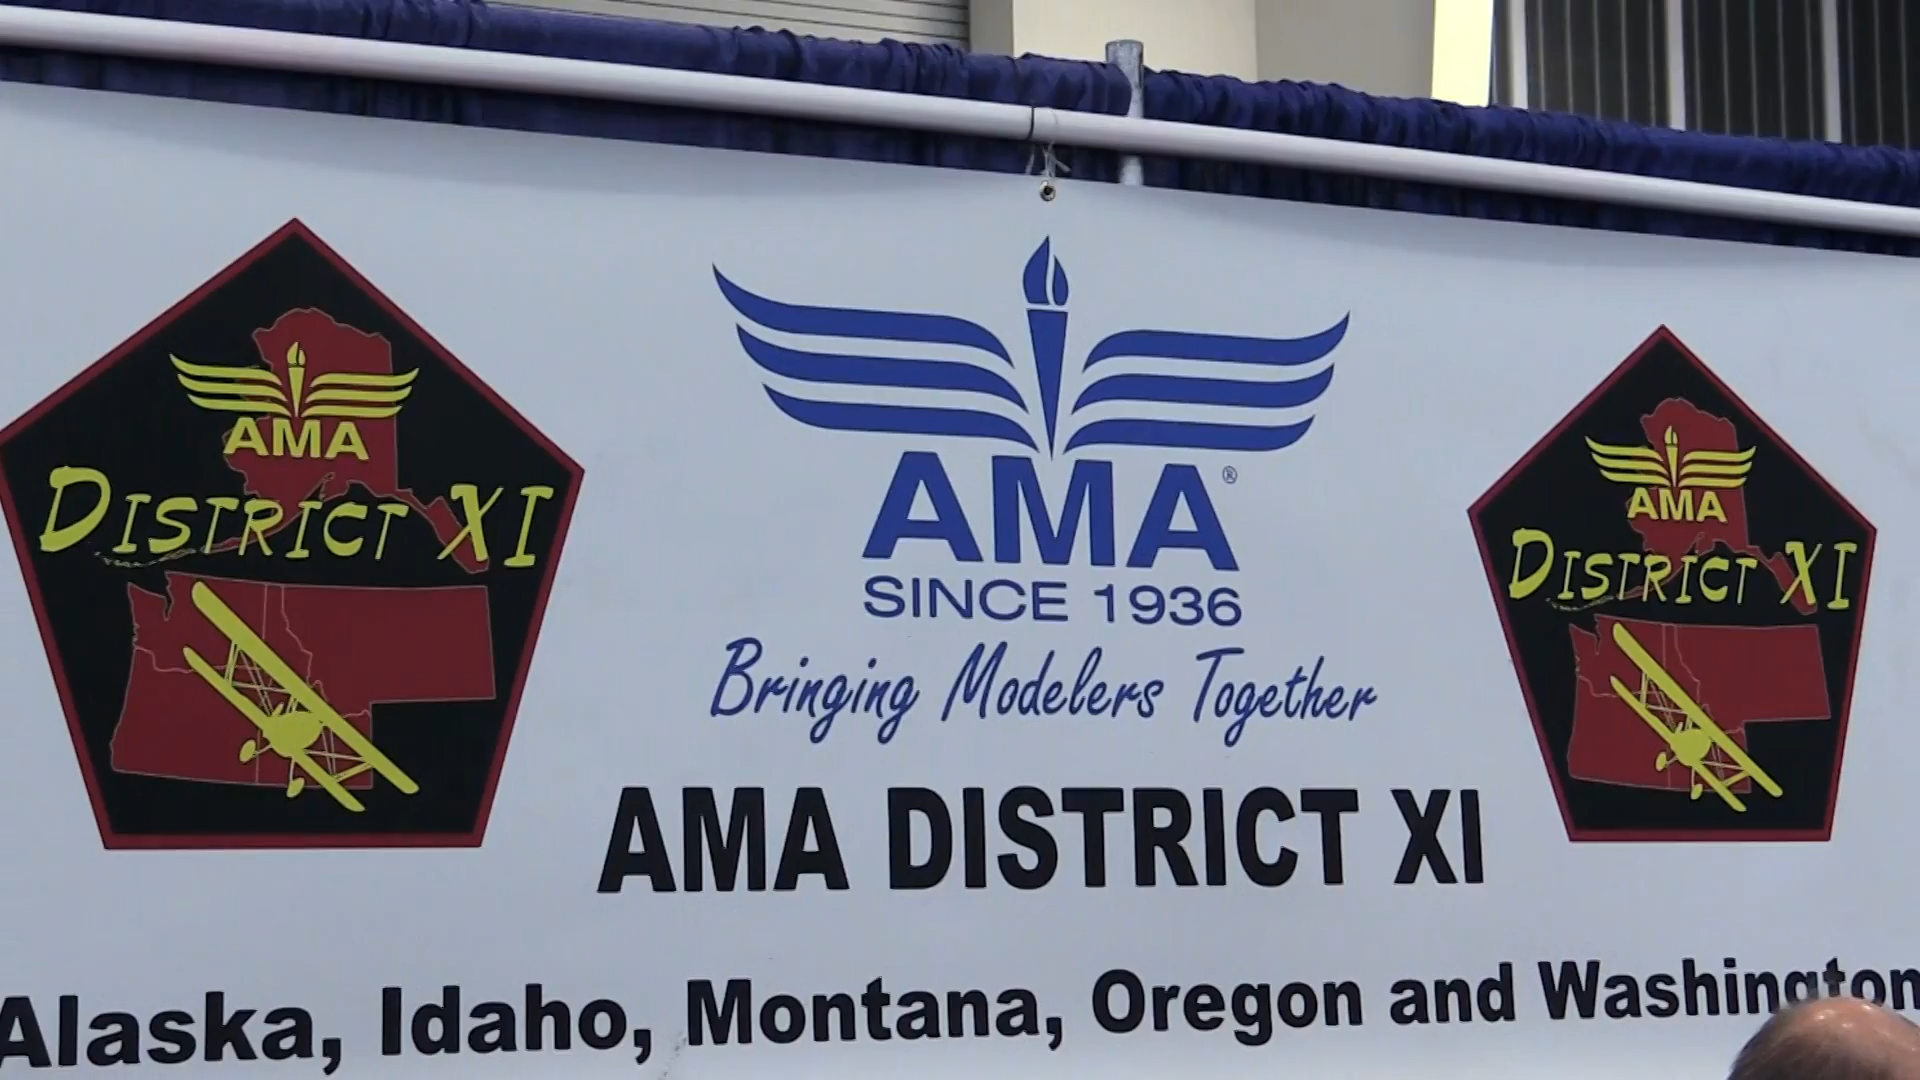 AMA
DISTRICT XI
AMA®
SINCE 1936
Bringing Modelers Together
AMA
DISTRICT XI
AMA DISTRICT XI
Alaska, Idaho, Montana, Oregon and Washington